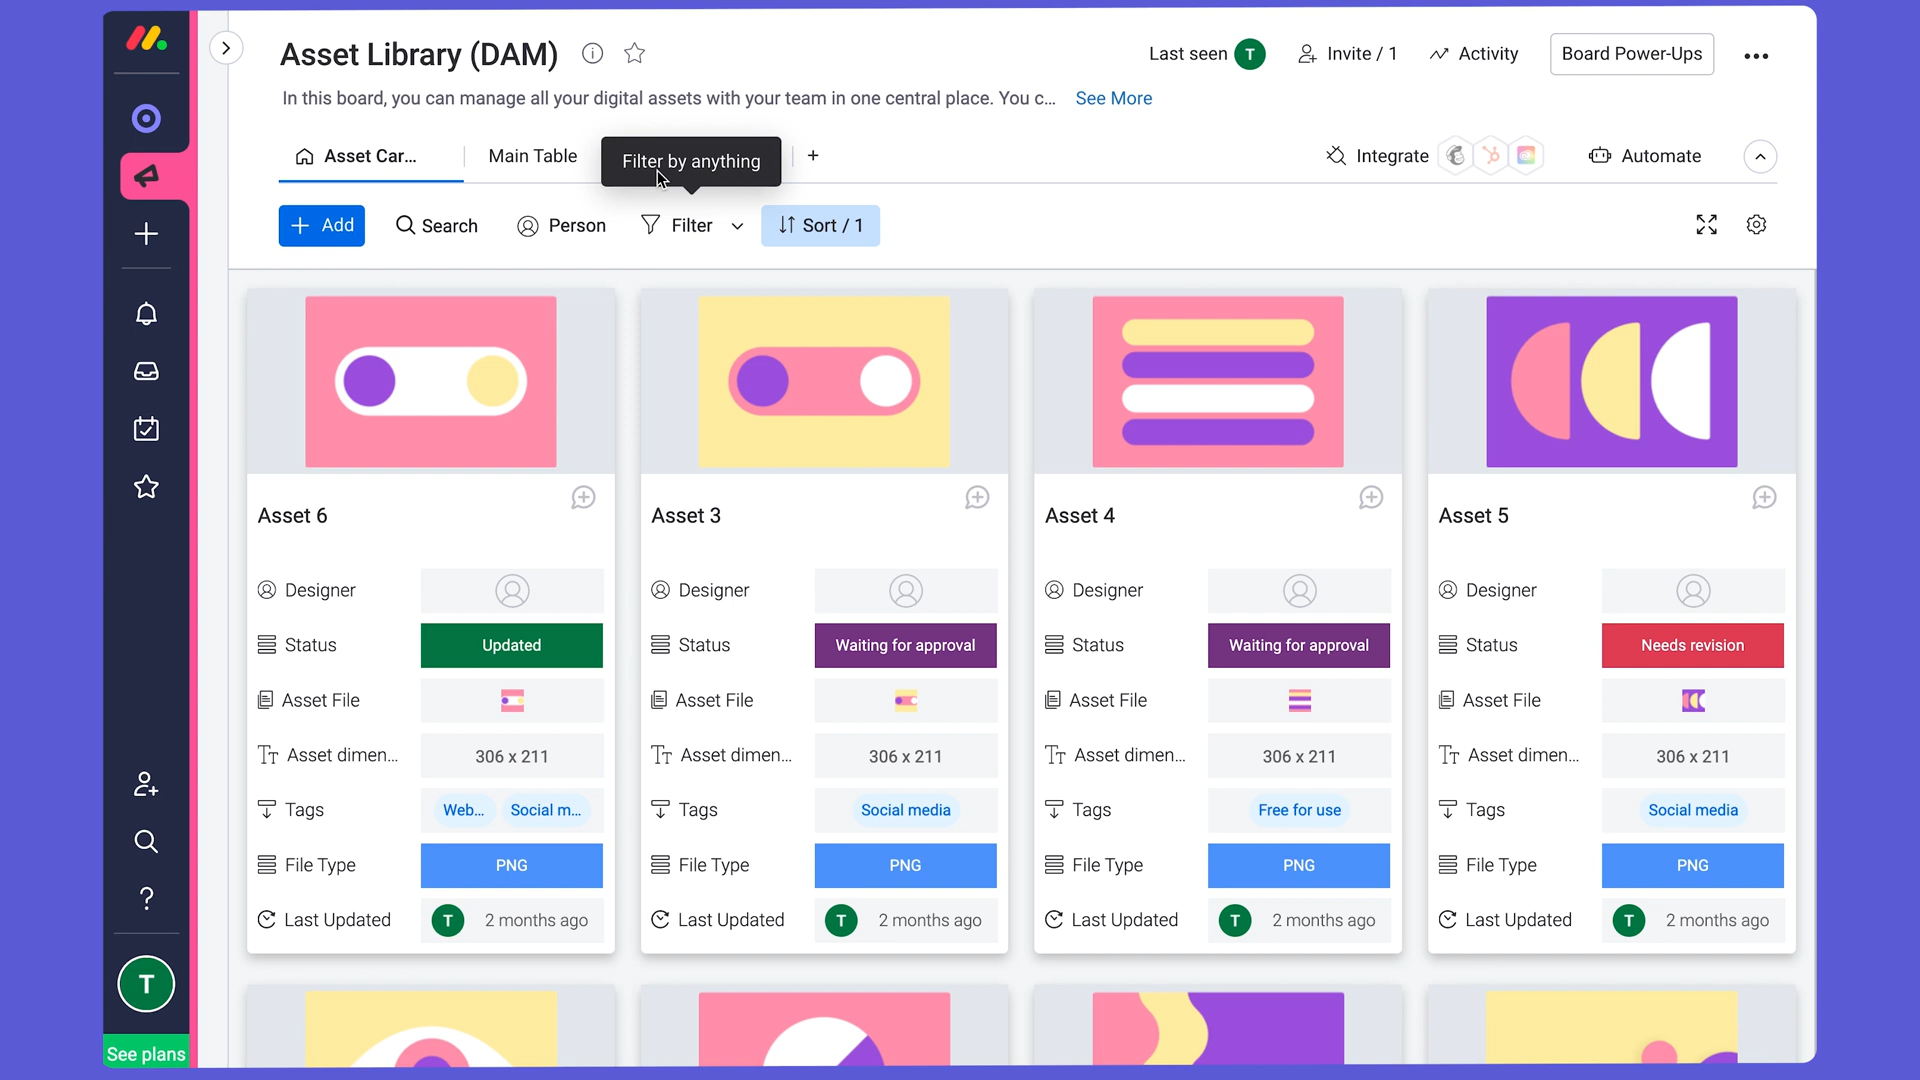 Asset Library (DAM)
Last seen T Invite / 1 Activity Board Power-Ups
In this board, you can manage all your digital assets with your team in one central place. You c... See More
Asset Car... Main Table Filter by anything + Integrate Automate
+ Add Search Person Filter Sort / 1
Asset 6
Designer
Status Updated
Asset File
Asset dimen... 306 x 211
Tags Web... Social m...
File Type PNG
Last Updated T 2 months ago
Asset 3
Designer
Status Waiting for approval
Asset File
Asset dimen... 306 x 211
Tags Social media
File Type PNG
Last Updated T 2 months ago
Asset 4
Designer
Status Waiting for approval
Asset File
Asset dimen... 306 x 211
Tags Free for use
File Type PNG
Last Updated T 2 months ago
Asset 5
Designer
Status Needs revision
Asset File
Asset dimen... 306 x 211
Tags Social media
File Type PNG
Last Updated T 2 months ago
?
T
See plans